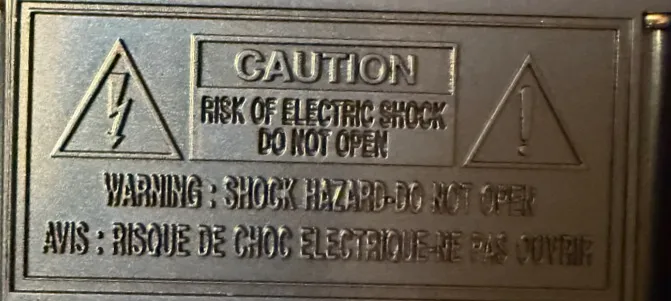 CAUTION
RISK OF ELECTRIC SHOCK
DO NOT OPEN
!
WARNING : SHOCK HAZARD-DO NOT OPEN
AVIS : RISQUE DE CHOC ELECTRIQUE-NE PAS OUVRIR